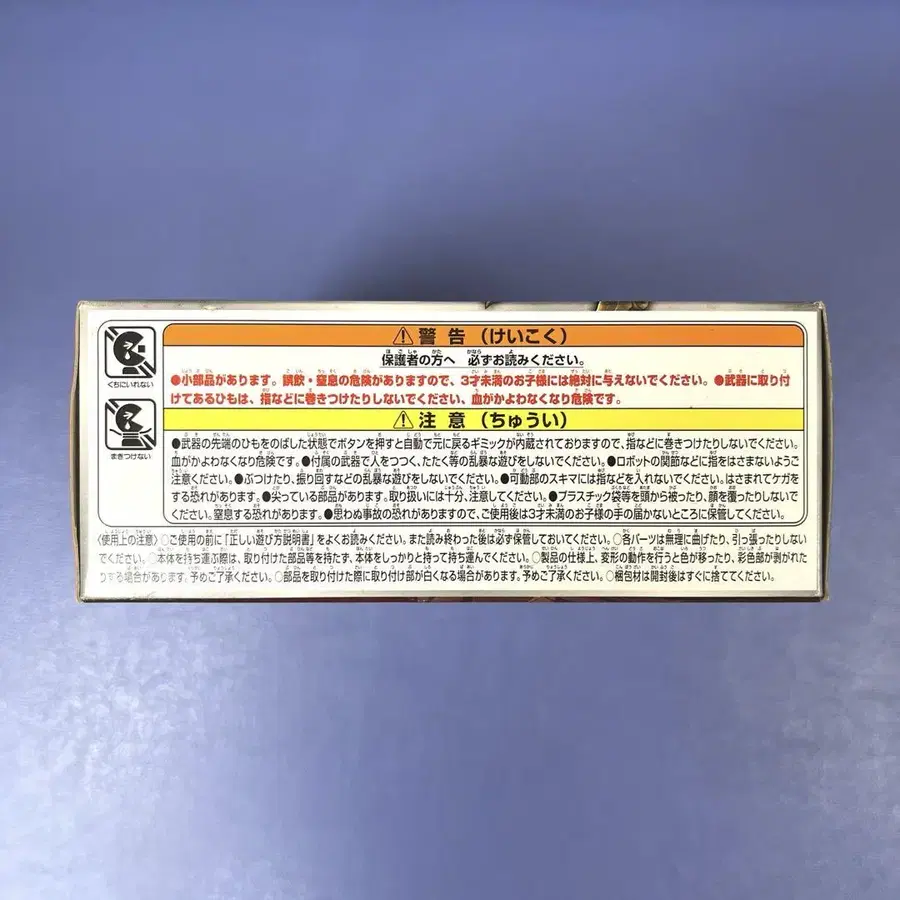 くちにいれない
まきつけない
警告（けいこく）
保護者の方へ 必ずお読みください。
●小部品があります。誤飲・窒息の危険がありますので、3才未満のお子様には絶対に与えないでください。●武器に取り付
けてあるひもは、指などに巻きつけたりしないでください、血がかよわなくなり危険です。
注意（ちゅうい）
●武器の先端のひもをのばした状態でボタンを押すと自動で元に戻るギミックが内蔵されておりますので、指などに巻きつけたりしないでください。
血がかよわなくなり危険です。●付属の武器で人をつつく、たたく等の乱暴な遊びをしないでください。●ロボットの関節などに指をはさまないようご
注意ください。●ぶつけたり、振り回すなどの乱暴な遊びをしないでください。●可動部のスキマには指などを入れないでください。はさまれてケガを
する恐れがあります。●尖っている部品があります。取り扱いには十分、注意してください。●プラスチック袋等を頭から被ったり、顔を覆ったりしないで
ください。窒息する恐れがあります。●思わぬ事故の恐れがありますので、ご使用後は3才未満のお子様の手の届かないところに保管してください。
〈使用上の注意〉○ご使用の前に「正しい遊び方説明書」をよくお読みください。また読み終わった後は必ず保管しておいてください。○各パーツは無理に曲げたり、引っ張ったりしない
でください。○本体を持ち運ぶ際は、取り付けた部品等を持たず、本体をしっかりと持って持ち運んでください。○製品の仕様上、変形の動作を行うと色が移ったり、彩色部が剥がれた
りする場合があります。予めご了承ください。○部品を取り付けた際に取り付け部が白くなる場合があります。予めご了承ください。○梱包材は開封後はすぐに捨ててください。